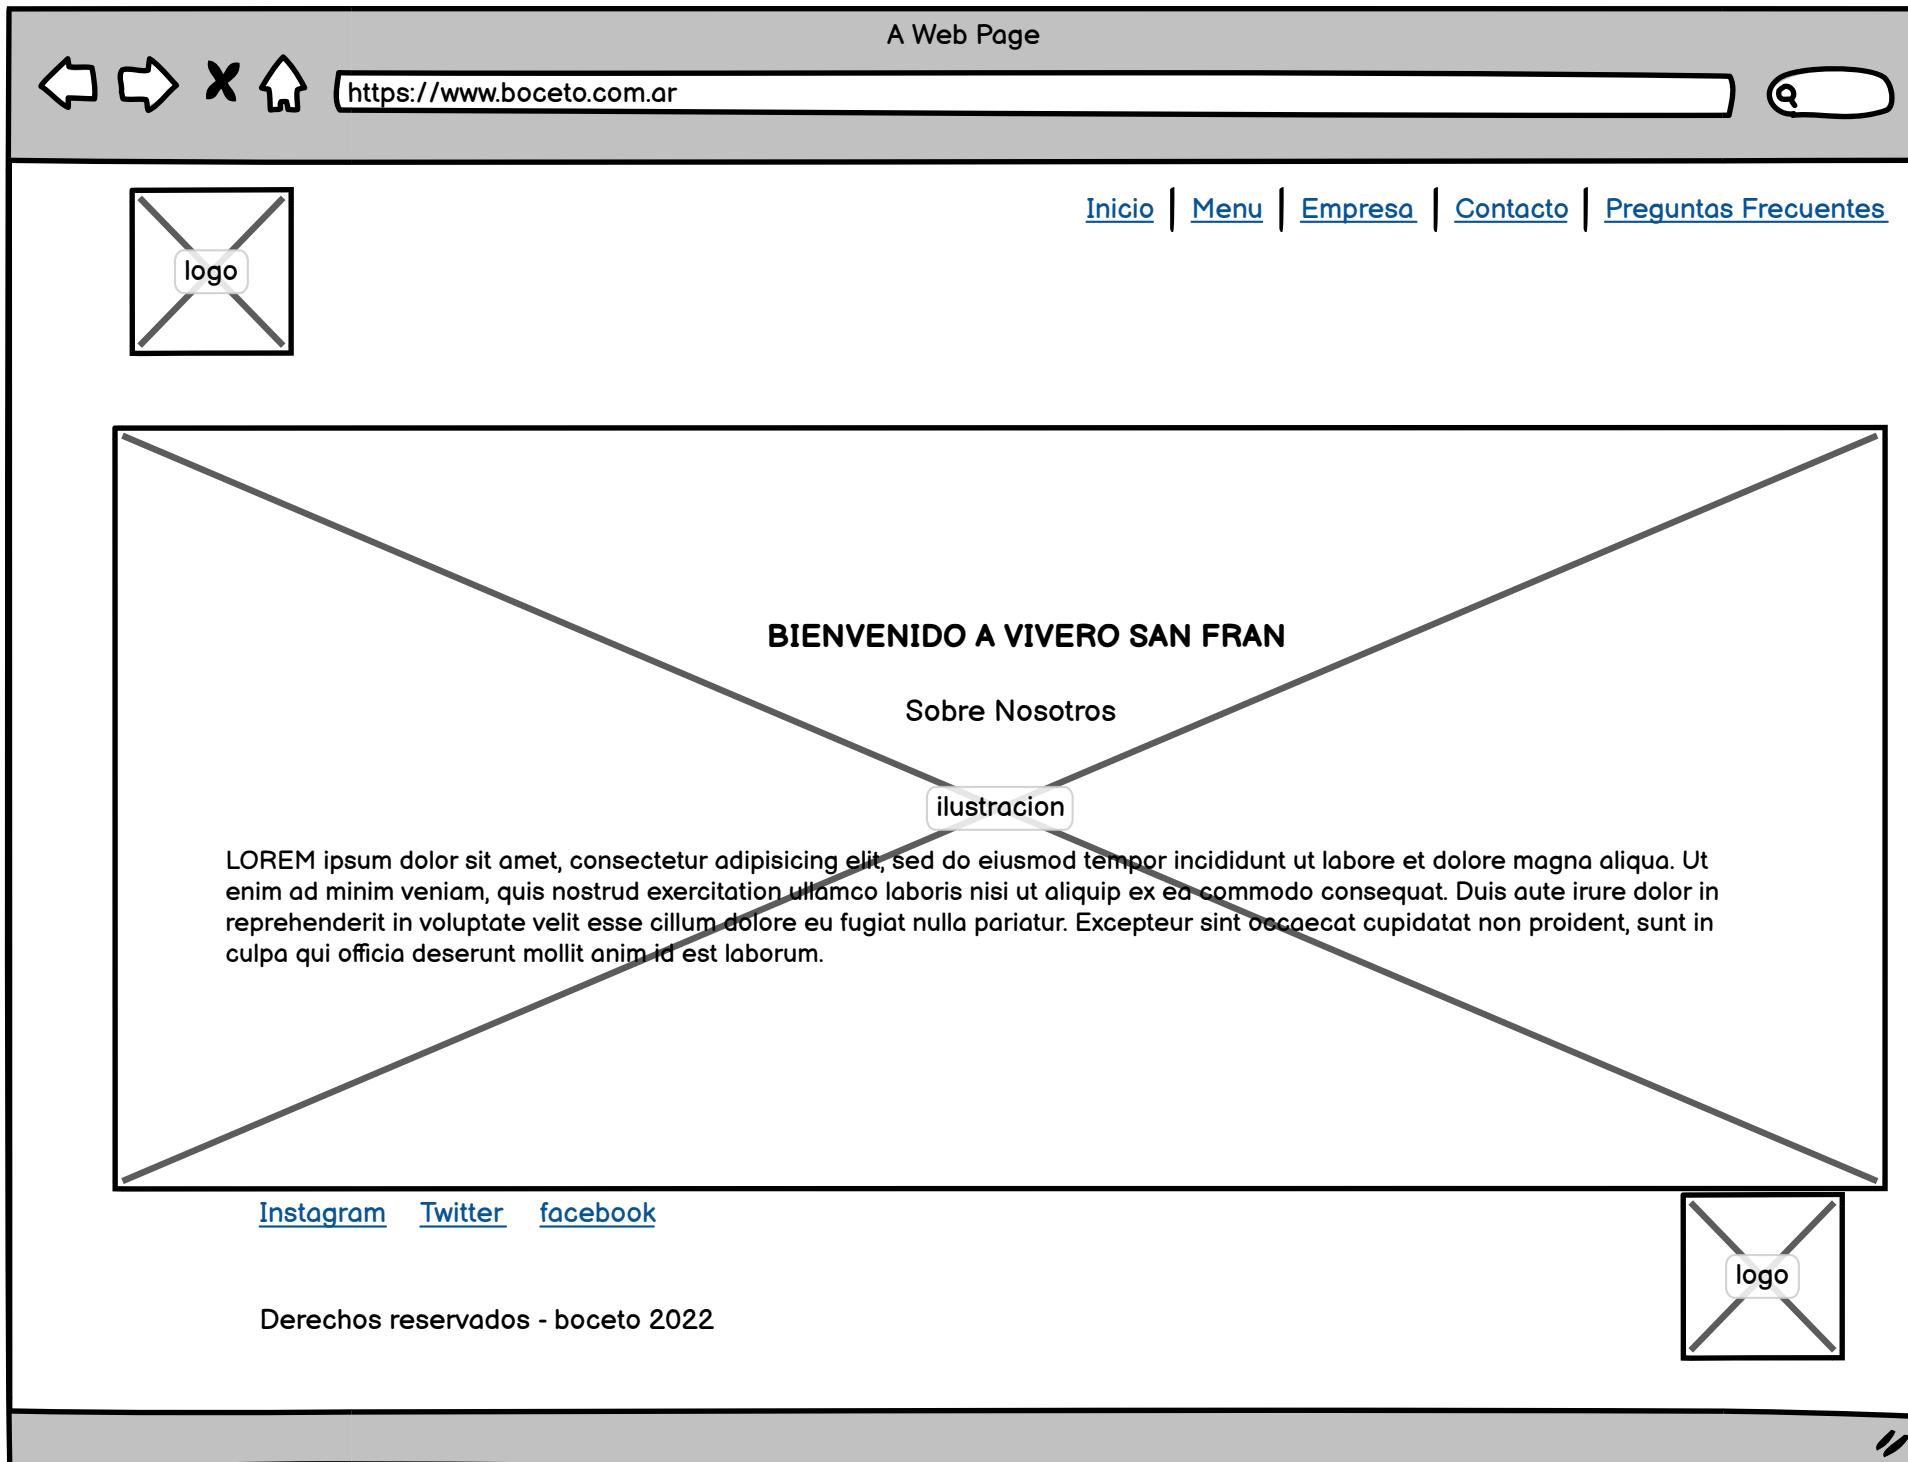 A Web Page
https://www.boceto.com.ar
logo
Inicio Menu Empresa Contacto Preguntas Frecuentes
BIENVENIDO A VIVERO SAN FRAN
Sobre Nosotros
ilustracion
LOREM ipsum dolor sit amet, consectetur adipisicing elit, sed do eiusmod tempor incididunt ut labore et dolore magna aliqua. Ut
enim ad minim veniam, quis nostrud exercitation ullamco laboris nisi ut aliquip ex ea commodo consequat. Duis aute irure dolor in
reprehenderit in voluptate velit esse cillum dolore eu fugiat nulla pariatur. Excepteur sint occaecat cupidatat non proident, sunt in
culpa qui officia deserunt mollit anim id est laborum.
Instagram Twitter facebook
logo
Derechos reservados - boceto 2022